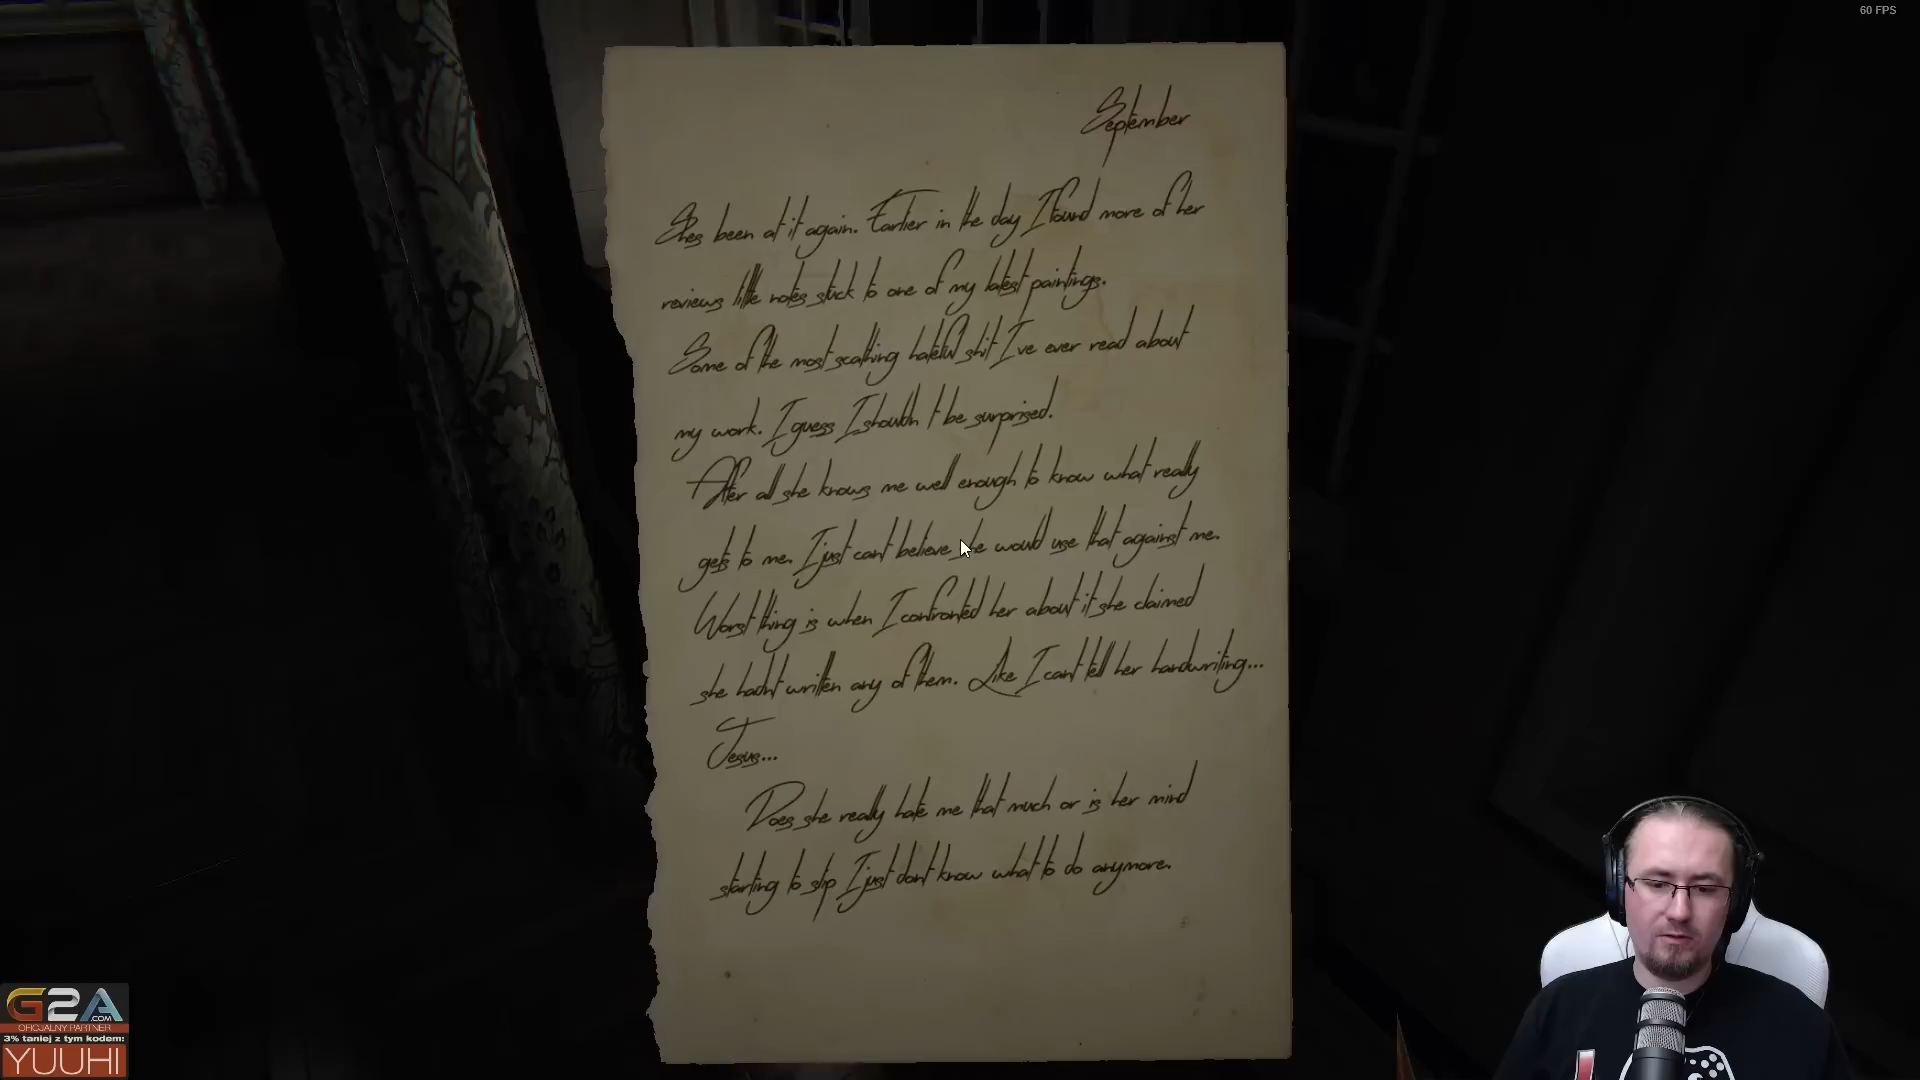 60 FPS
September
Shes been at it again. Earlier in the day I found more of her
reviews little notes stuck to one of my latest paintings.
Some of the most scathing hateful shit I've ever read about
my work. I guess I shouldn t be surprised.
After all she knows me well enough to know what really
gets to me. I just cant believe she would use that against me.
Worst thing is when I confronted her about it she claimed
she hadnt written any of them. Like I cant tell her handwriting...
Jesus...
Does she really hate me that much or is her mind
starting to slip I just dont know what to do anymore.
G2A
.COM
OFICJALNY PARTNER
3% taniej z tym kodem:
YUUHI